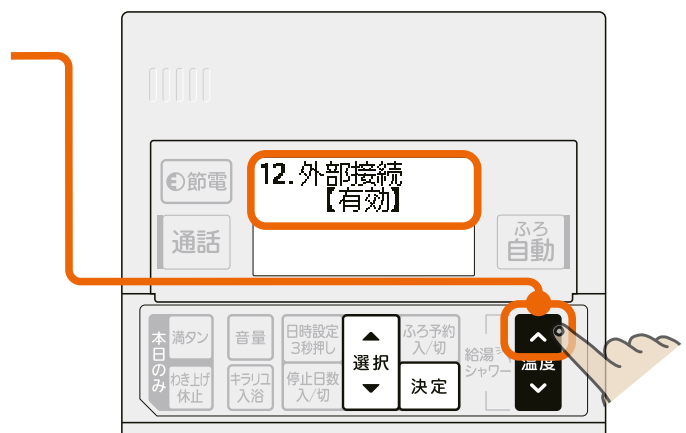 節電
12.外部接続
【有効】
通話
ふろ
自動
本日のみ
満タン
わき上げ
休止
音量
キラリユ
入浴
日時設定
3秒押し
停止日数
入/切
選択
ふろ予約
入/切
決定
給湯
シャワー
温度